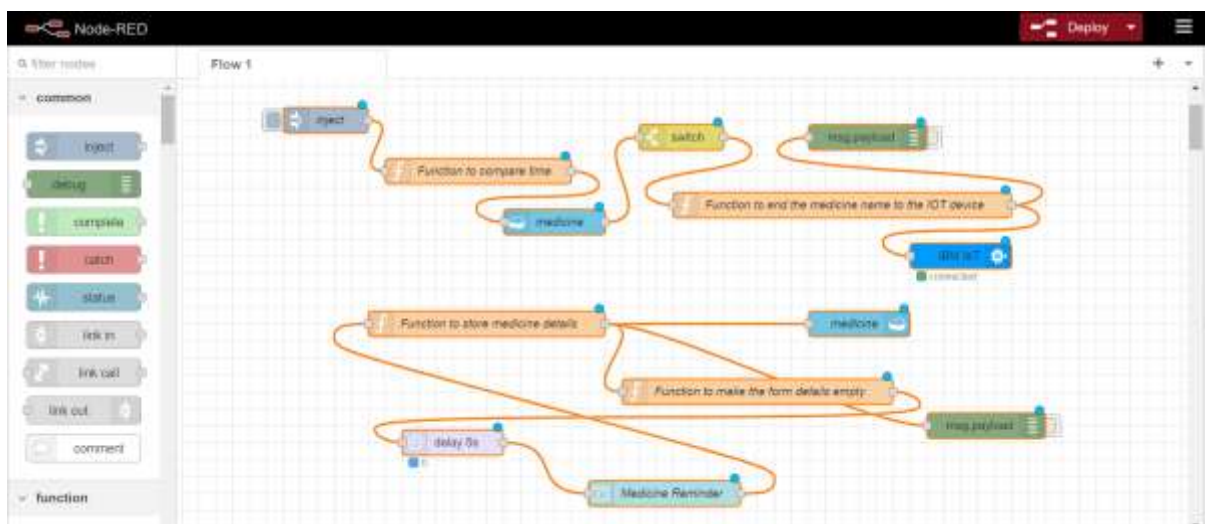 Node-RED
Deploy
filter nodes
Flow 1
common
inject
debug
complete
catch
status
link in
link call
link out
comment
function
inject
Function to compare time
medicine
switch
msg.payload
Function to end the medicine name to the IOT device
IBM IoT
connected
Function to store medicine details
medicine
Function to make the form details empty
msg.payload
delay 5s
Medicine Reminder